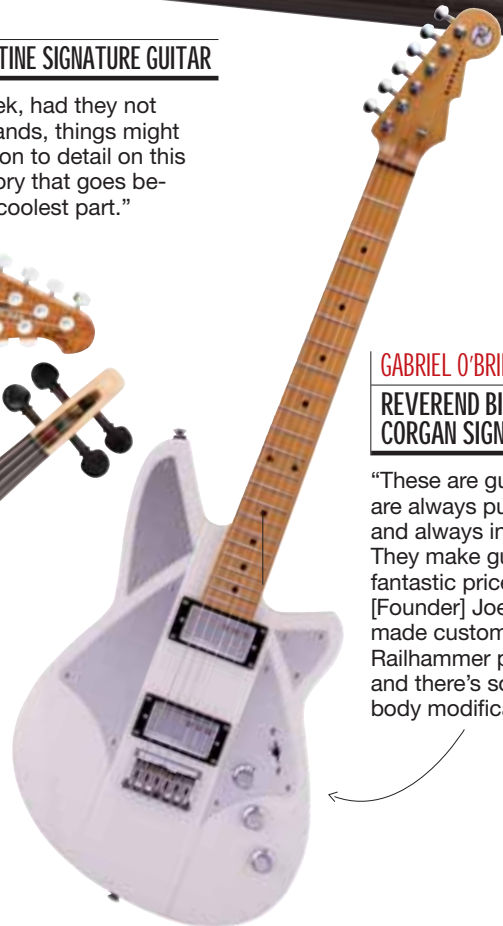 TINE SIGNATURE GUITAR
ek, had they not
ands, things might
on to detail on this
ory that goes be-
coolest part.”
GABRIEL O’BRI
REVEREND BI
CORGAN SIGN
“These are gu
are always pu
and always in
They make gu
fantastic price
[Founder] Joe
made custom
Railhammer p
and there’s so
body modifica